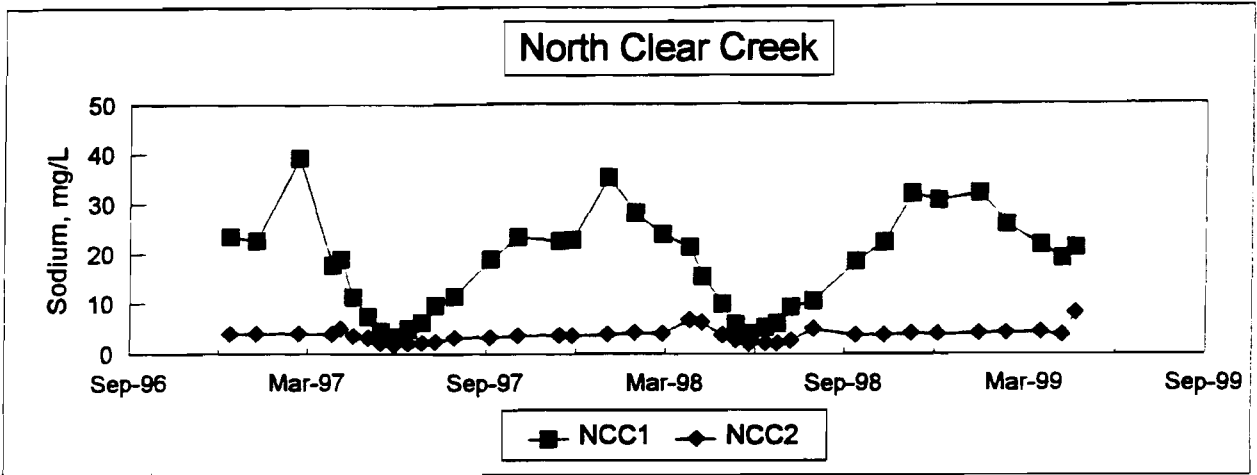 North Clear Creek
Sodium, mg/L
50
40
30
20
10
0
Sep-96 Mar-97 Sep-97 Mar-98 Sep-98 Mar-99 Sep-99
NCC1 NCC2